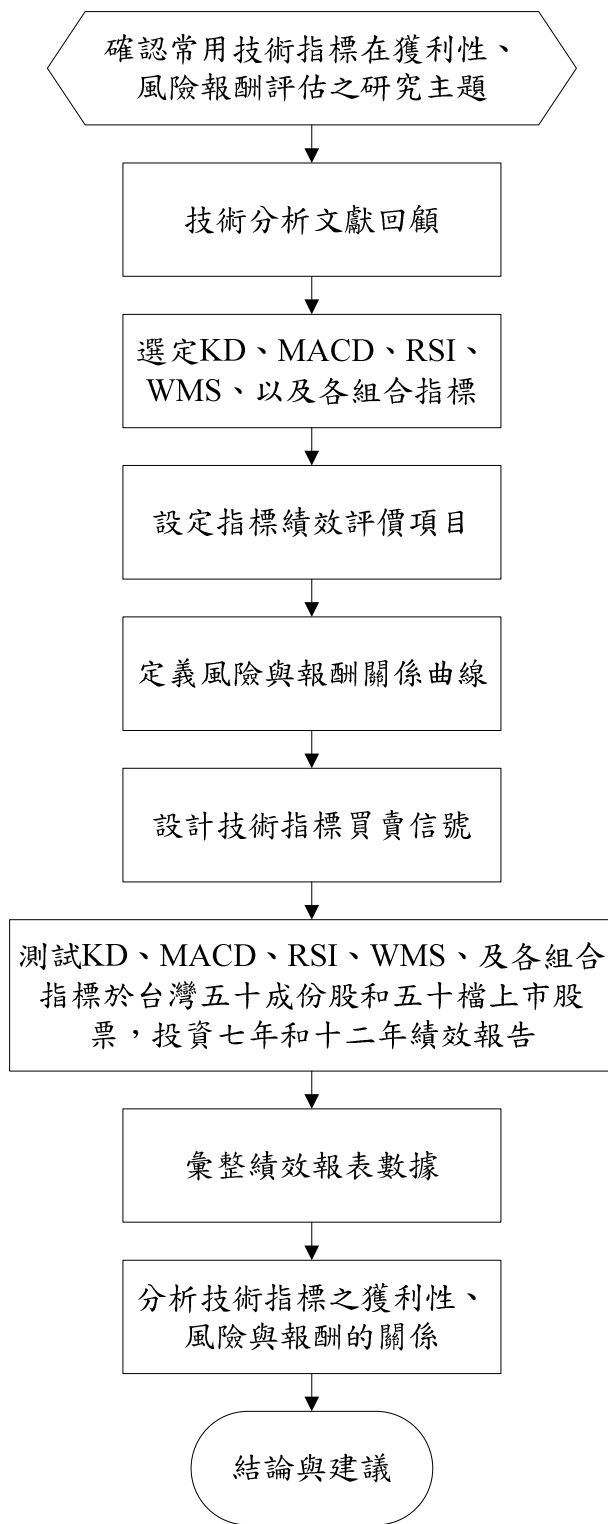 確認常用技術指標在獲利性、
風險報酬評估之研究主題
技術分析文獻回顧
選定KD、MACD、RSI、
WMS、以及各組合指標
設定指標績效評價項目
定義風險與報酬關係曲線
設計技術指標買賣信號
測試KD、MACD、RSI、WMS、及各組合
指標於台灣五十成份股和五十檔上市股
票，投資七年和十二年績效報告
彙整績效報表數據
分析技術指標之獲利性、
風險與報酬的關係
結論與建議